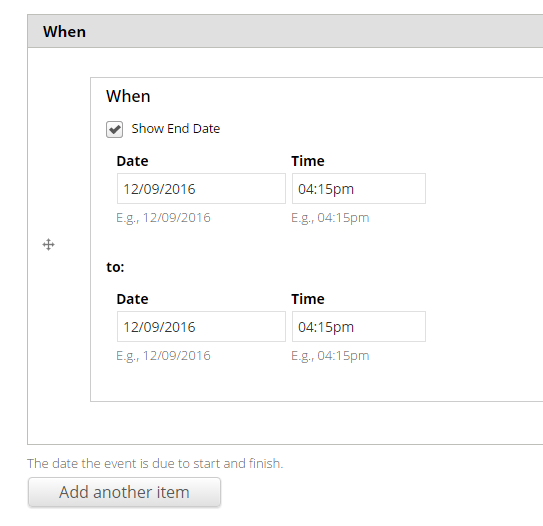 When
When
Show End Date
Date Time
12/09/2016 04:15pm
E.g., 12/09/2016 E.g., 04:15pm
to:
Date Time
12/09/2016 04:15pm
E.g., 12/09/2016 E.g., 04:15pm
The date the event is due to start and finish.
Add another item